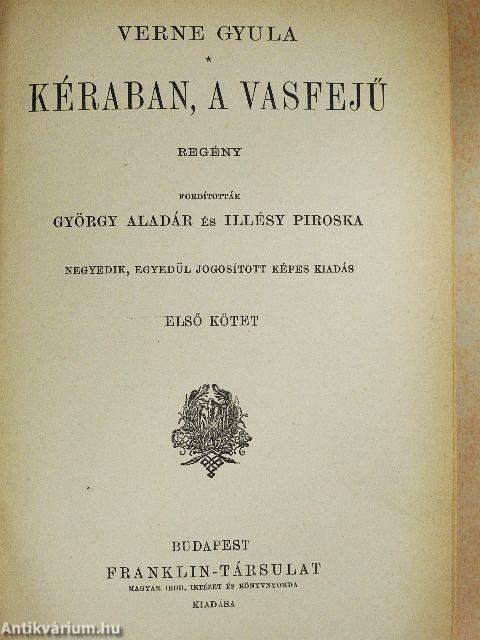 VERNE GYULA
*
KÉRABAN, A VASFEJŰ
REGÉNY
FORDÍTOTTÁK
GYÖRGY ALADÁR ÉS ILLÉSY PIROSKA
NEGYEDIK, EGYEDÜL JOGOSÍTOTT KÉPES KIADÁS
ELSŐ KÖTET
BUDAPEST
FRANKLIN-TÁRSULAT
MAGYAR IROD. INTÉZET ÉS KÖNYVNYOMDA
KIADÁSA
Antikvárium.hu